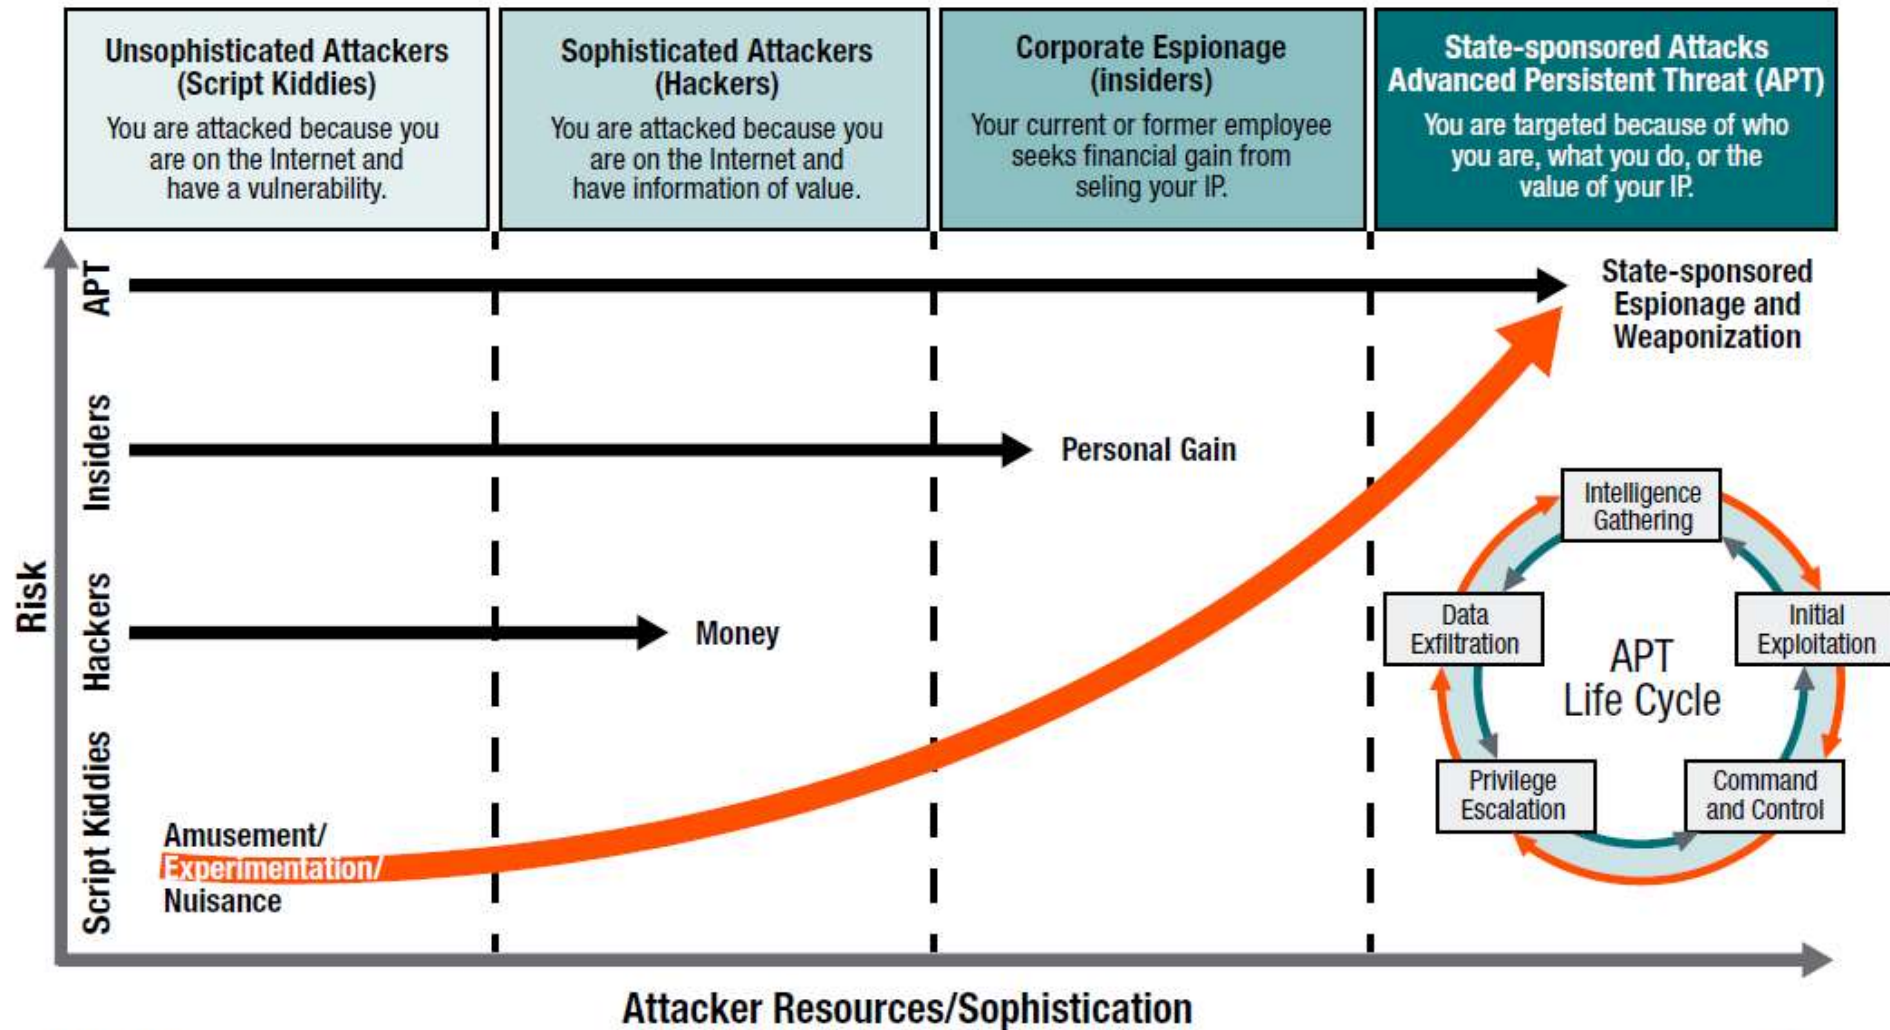 Unsophisticated Attackers
(Script Kiddies)
You are attacked because you
are on the Internet and
have a vulnerability.
Sophisticated Attackers
(Hackers)
You are attacked because you
are on the Internet and
have information of value.
Corporate Espionage
(insiders)
Your current or former employee
seeks financial gain from
seling your IP.
State-sponsored Attacks
Advanced Persistent Threat (APT)
You are targeted because of who
you are, what you do, or the
value of your IP.
Risk
APT
State-sponsored
Espionage and
Weaponization
Insiders
Personal Gain
Hackers
Money
Script Kiddies
Amusement/
Experimentation/
Nuisance
Intelligence
Gathering
Data
Exfiltration
Initial
Exploitation
APT
Life Cycle
Privilege
Escalation
Command
and Control
Attacker Resources/Sophistication